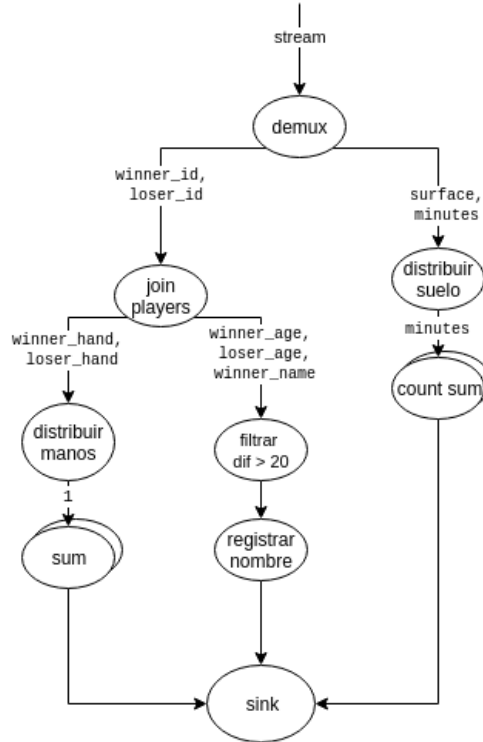 stream
demux
winner_id,
loser_id
surface,
minutes
join
players
distribuir
suelo
winner_hand,
loser_hand
winner_age,
loser_age,
winner_name
minutes
count sum
distribuir
manos
filtrar
dif > 20
1
sum
registrar
nombre
sink